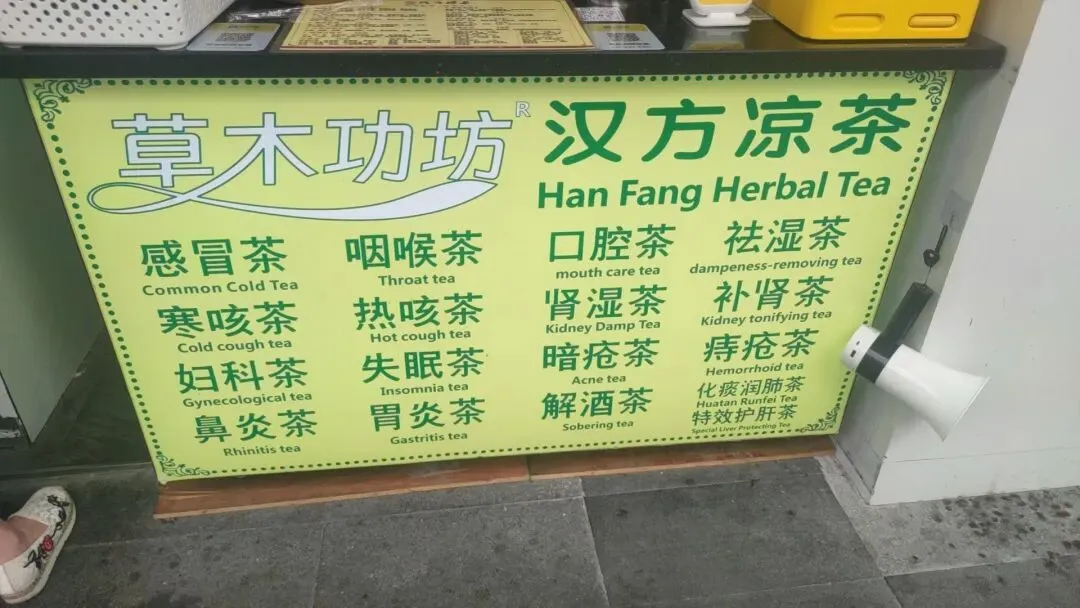 草木功坊®
汉方凉茶
Han Fang Herbal Tea
感冒茶
Common Cold Tea
咽喉茶
Throat tea
口腔茶
mouth care tea
祛湿茶
dampeness-removing tea
寒咳茶
Cold cough tea
热咳茶
Hot cough tea
肾湿茶
Kidney Damp Tea
补肾茶
Kidney tonifying tea
妇科茶
Gynecological tea
失眠茶
Insomnia tea
暗疮茶
Acne tea
痔疮茶
Hemorrhoid tea
鼻炎茶
Rhinitis tea
胃炎茶
Gastritis tea
解酒茶
Sobering tea
化痰润肺茶
Huatan Runfei Tea
特效护肝茶
Special Liver Protecting Tea